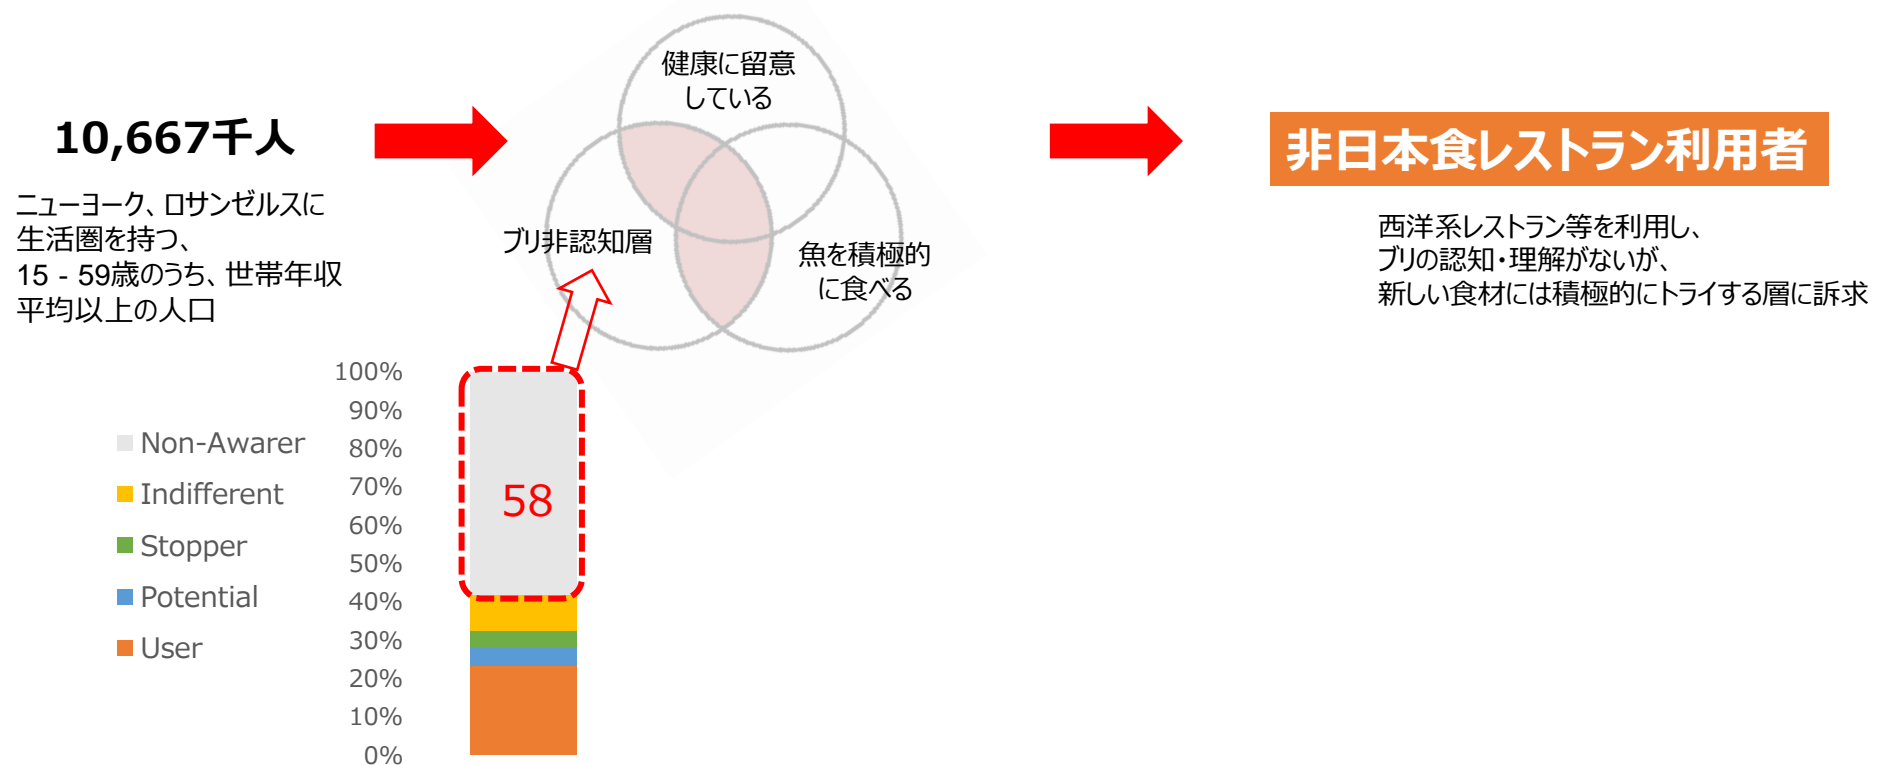 健康に留意
している
10,667千人
ニューヨーク、ロサンゼルスに
生活圏を持つ、
15 - 59歳のうち、世帯年収
平均以上の人口
ブリ非認知層
魚を積極的
に食べる
非日本食レストラン利用者
西洋系レストラン等を利用し、
ブリの認知・理解がないが、
新しい食材には積極的にトライする層に訴求
Non-Awarer
Indifferent
Stopper
Potential
User
100%
90%
80%
70%
60%
50%
40%
30%
20%
10%
0%
58